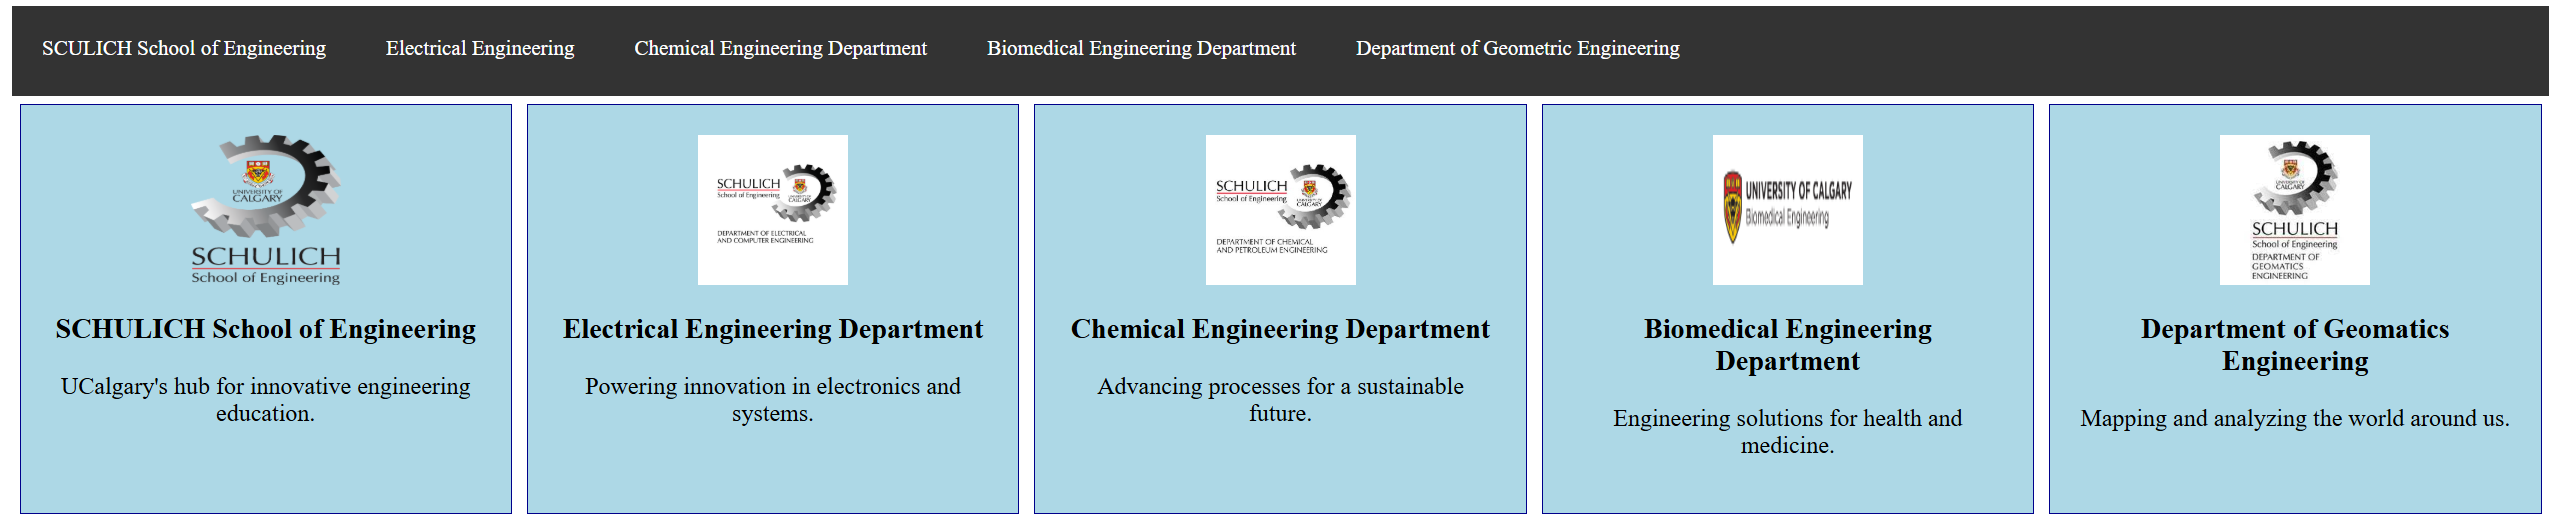 SCULICH School of Engineering Electrical Engineering Chemical Engineering Department Biomedical Engineering Department Department of Geometric Engineering
UNIVERSITY OF
CALGARY
SCHULICH
School of Engineering
SCHULICH School of Engineering
UCalgary's hub for innovative engineering
education.
SCHULICH
School of Engineering
UNIVERSITY OF
CALGARY
DEPARTMENT OF ELECTRICAL
AND COMPUTER ENGINEERING
Electrical Engineering Department
Powering innovation in electronics and
systems.
SCHULICH
School of Engineering
UNIVERSITY OF
CALGARY
DEPARTMENT OF CHEMICAL
AND PETROLEUM ENGINEERING
Chemical Engineering Department
Advancing processes for a sustainable
future.
UNIVERSITY OF CALGARY
Biomedical Engineering
Biomedical Engineering
Department
Engineering solutions for health and
medicine.
UNIVERSITY OF
CALGARY
SCHULICH
School of Engineering
DEPARTMENT OF
GEOMATICS
ENGINEERING
Department of Geomatics
Engineering
Mapping and analyzing the world around us.